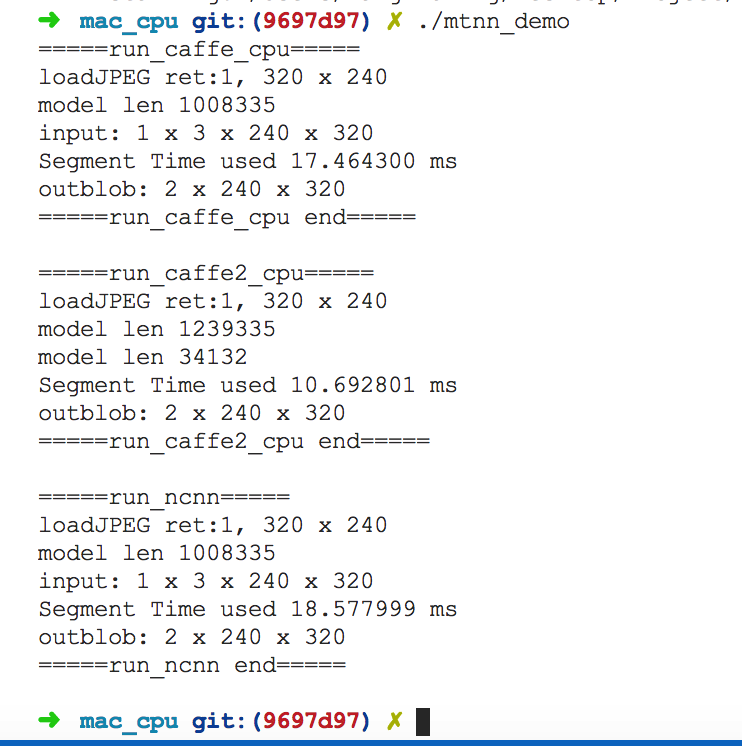 ➜ mac_cpu git:(9697d97) ✗ ./mtnn_demo
=====run_caffe_cpu=====
loadJPEG ret:1, 320 x 240
model len 1008335
input: 1 x 3 x 240 x 320
Segment Time used 17.464300 ms
outblob: 2 x 240 x 320
=====run_caffe_cpu end=====
=====run_caffe2_cpu=====
loadJPEG ret:1, 320 x 240
model len 1239335
model len 34132
Segment Time used 10.692801 ms
outblob: 2 x 240 x 320
=====run_caffe2_cpu end=====
=====run_ncnn=====
loadJPEG ret:1, 320 x 240
model len 1008335
input: 1 x 3 x 240 x 320
Segment Time used 18.577999 ms
outblob: 2 x 240 x 320
=====run_ncnn end=====
➜ mac_cpu git:(9697d97) ✗